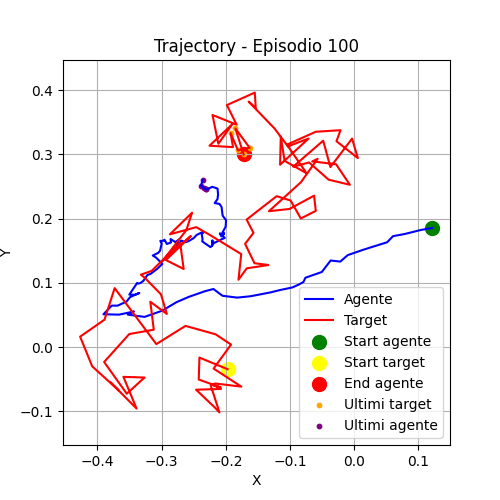 Trajectory - Episodio 100
Y
0.4
0.3
0.2
0.1
0.0
−0.1
−0.4
−0.3
−0.2
−0.1
0.0
0.1
X
Agente
Target
Start agente
Start target
End agente
Ultimi target
Ultimi agente